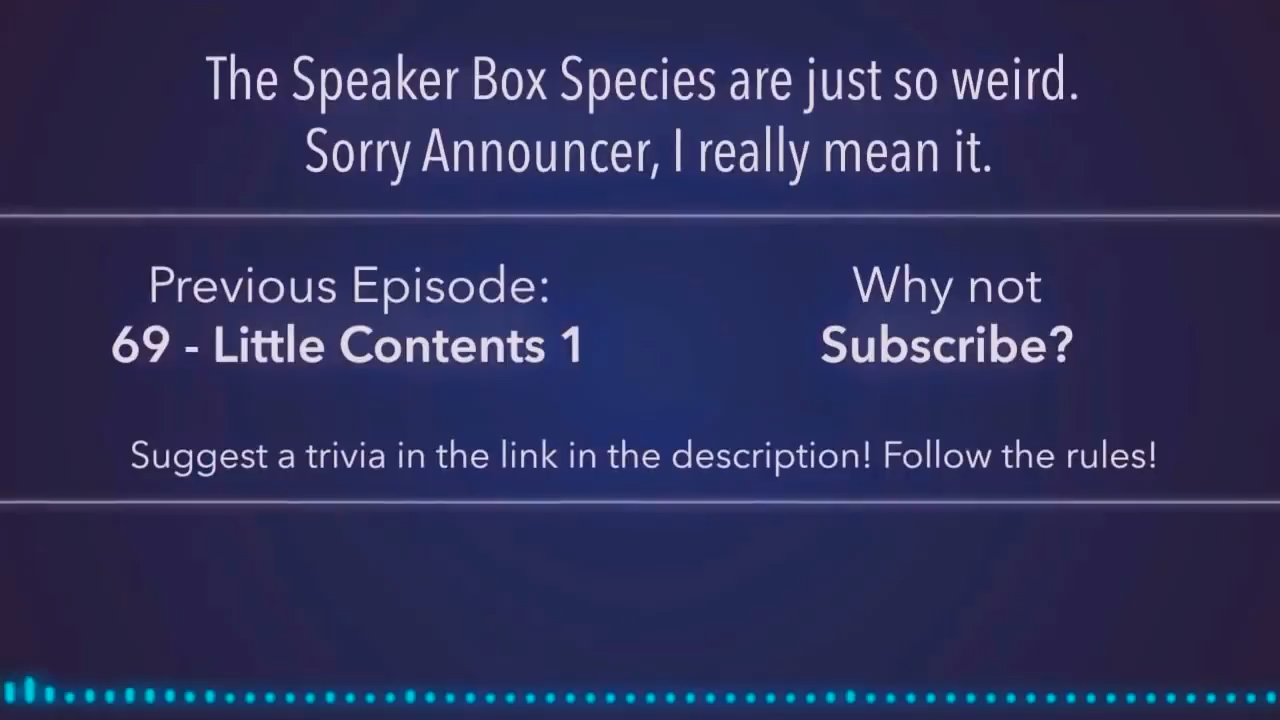 The Speaker Box Species are just so weird.
Sorry Announcer, I really mean it.
Previous Episode:
69 - Little Contents 1
Why not
Subscribe?
Suggest a trivia in the link in the description! Follow the rules!